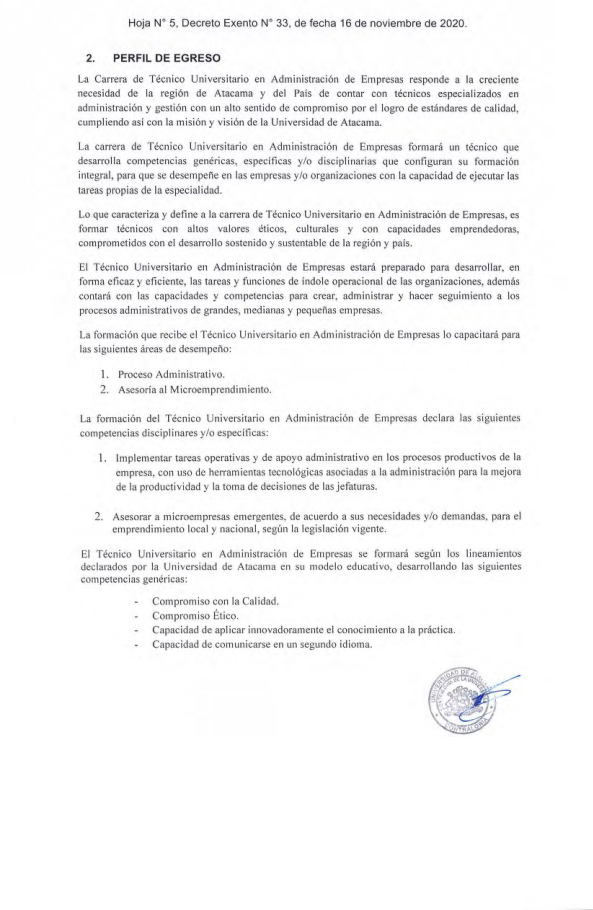 Hoja N° 5, Decreto Exento N° 33, de fecha 16 de noviembre de 2020.
2. PERFIL DE EGRESO
La Carrera de Técnico Universitario en Administración de Empresas responde a la creciente
necesidad de la región de Atacama y del País de contar con técnicos especializados en
administración y gestión con un alto sentido de compromiso por el logro de estándares de calidad,
cumpliendo así con la misión y visión de la Universidad de Atacama.
La carrera de Técnico Universitario en Administración de Empresas formará un técnico que
desarrolla competencias genéricas, específicas y/o disciplinarias que configuran su formación
integral, para que se desempeñe en las empresas y/o organizaciones con la capacidad de ejecutar las
tareas propias de la especialidad.
Lo que caracteriza y define a la carrera de Técnico Universitario en Administración de Empresas, es
formar técnicos con altos valores éticos, culturales y con capacidades emprendedoras,
comprometidos con el desarrollo sostenido y sustentable de la región y país.
El Técnico Universitario en Administración de Empresas estará preparado para desarrollar, en
forma eficaz y eficiente, las tareas y funciones de índole operacional de las organizaciones, además
contará con las capacidades y competencias para crear, administrar y hacer seguimiento a los
procesos administrativos de grandes, medianas y pequeñas empresas.
La formación que recibe el Técnico Universitario en Administración de Empresas lo capacitará para
las siguientes áreas de desempeño:
1. Proceso Administrativo.
2. Asesoría al Microemprendimiento.
La formación del Técnico Universitario en Administración de Empresas declara las siguientes
competencias disciplinares y/o específicas:
1. Implementar tareas operativas y de apoyo administrativo en los procesos productivos de la
empresa, con uso de herramientas tecnológicas asociadas a la administración para la mejora
de la productividad y la toma de decisiones de las jefaturas.
2. Asesorar a microempresas emergentes, de acuerdo a sus necesidades y/o demandas, para el
emprendimiento local y nacional, según la legislación vigente.
El Técnico Universitario en Administración de Empresas se formará según los lineamientos
declarados por la Universidad de Atacama en su modelo educativo, desarrollando las siguientes
competencias genéricas:
- Compromiso con la Calidad.
- Compromiso Ético.
- Capacidad de aplicar innovadoramente el conocimiento a la práctica.
- Capacidad de comunicarse en un segundo idioma.
UNIVERSIDAD DE
CONTRALORIA